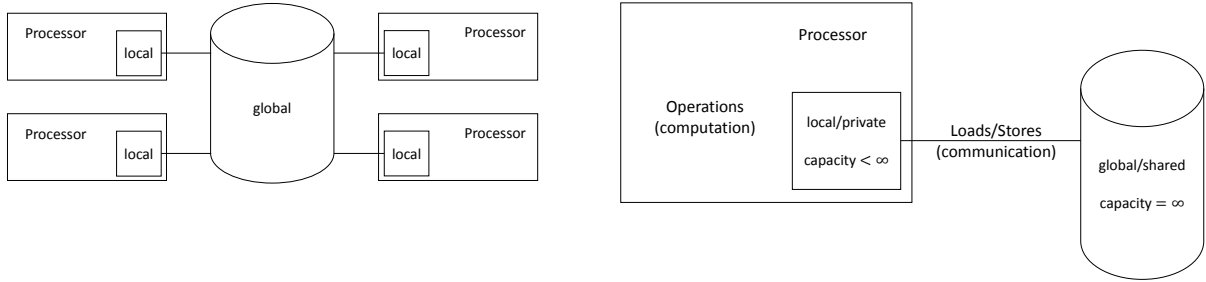 Processor
local
Processor
local
global
Processor
local
Processor
local
Processor
Operations
(computation)
local/private
capacity < ∞
Loads/Stores
(communication)
global/shared
capacity = ∞